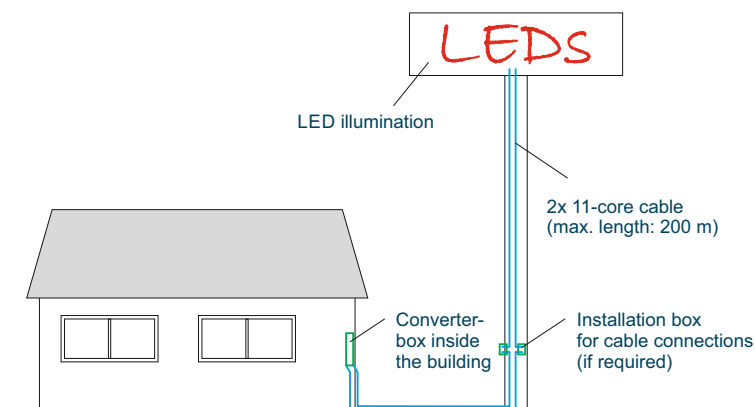 LEDS
LED illumination
2x 11-core cable
(max. length: 200 m)
Converter-
box inside
the building
Installation box
for cable connections
(if required)